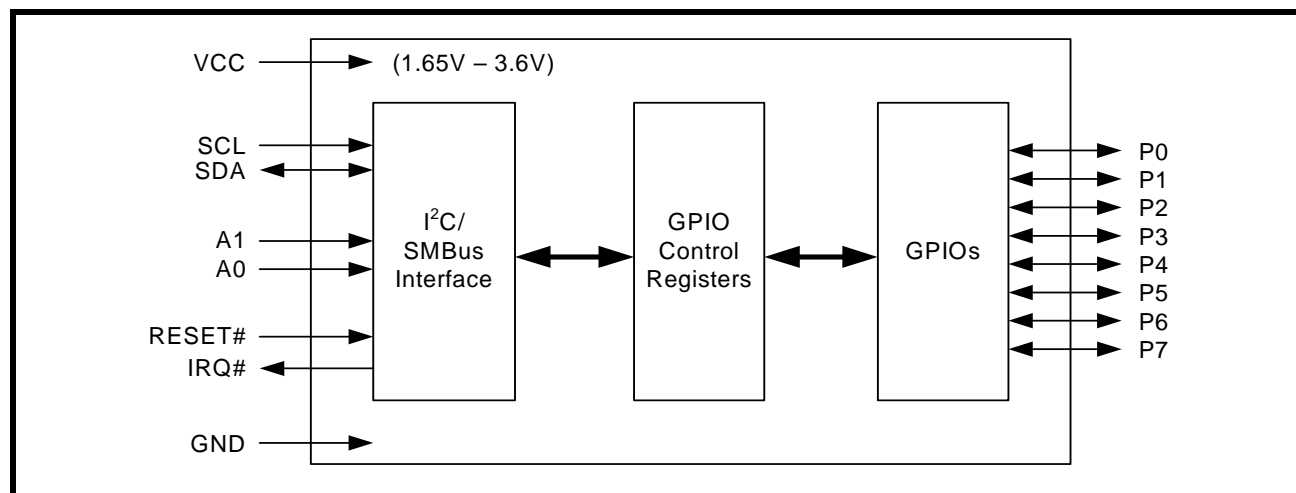 VCC
(1.65V – 3.6V)
SCL
SDA
A1
A0
RESET#
IRQ#
GND
I²C/
SMBus
Interface
GPIO
Control
Registers
GPIOs
P0
P1
P2
P3
P4
P5
P6
P7